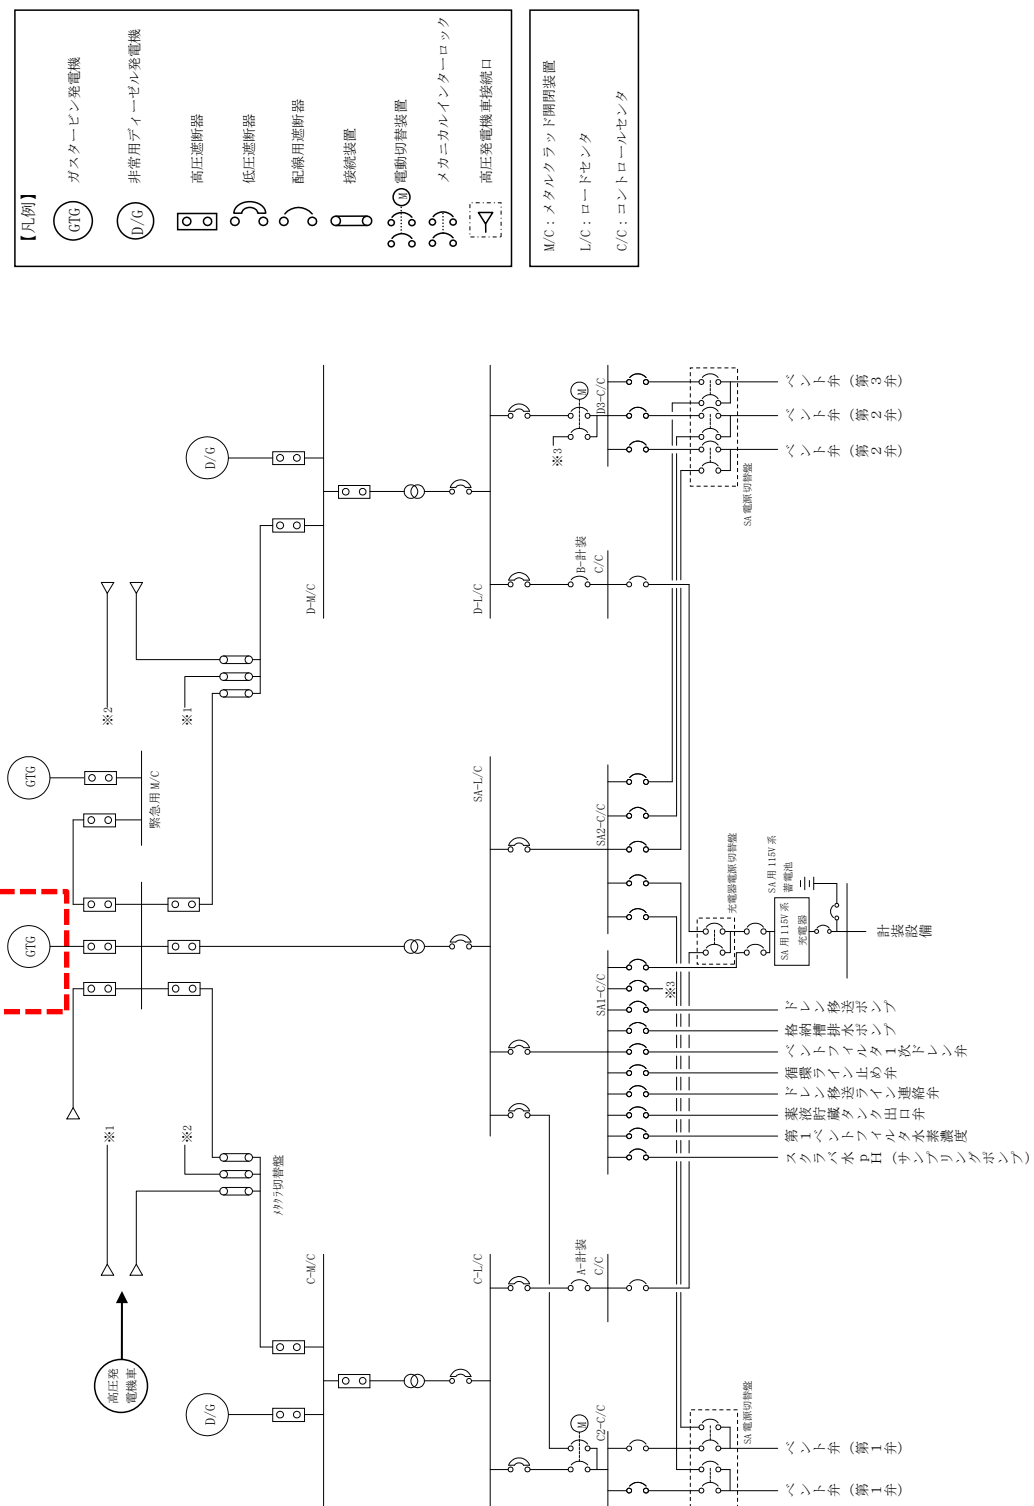 【凡例】
GTG
ガスタービン発電機
D/G
非常用ディーゼル発電機
高圧遮断器
低圧遮断器
配線用遮断器
接続装置
M
電動切替装置
メカニカルインターロック
高圧発電機車接続口
M/C：メタルクラッド開閉装置
L/C：ロードセンタ
C/C：コントロールセンタ
GTG
GTG
緊急用M/C
※1
※2
※2
※1
高圧発
電機車
メタクラ切替盤
D/G
D/G
C-M/C
D-M/C
C-L/C
SA-L/C
D-L/C
M
C2-C/C
A-計装
C/C
SA1-C/C
※3
SA2-C/C
B-計装
C/C
※3
M
D3-C/C
SA電源切替盤
充電器電源切替盤
SA用115V系
充電器
SA用115V系
蓄電池
SA電源切替盤
ベント弁（第1弁）
ベント弁（第1弁）
スクラバ水pH（サンプリングポンプ）
第1ベントフィルタ水素濃度
薬液貯蔵タンク出口弁
ドレン移送ライン連絡弁
循環ライン止め弁
ベントフィルタ1次ドレン弁
格納槽排水ポンプ
ドレン移送ポンプ
計装設備
ベント弁（第2弁）
ベント弁（第2弁）
ベント弁（第3弁）